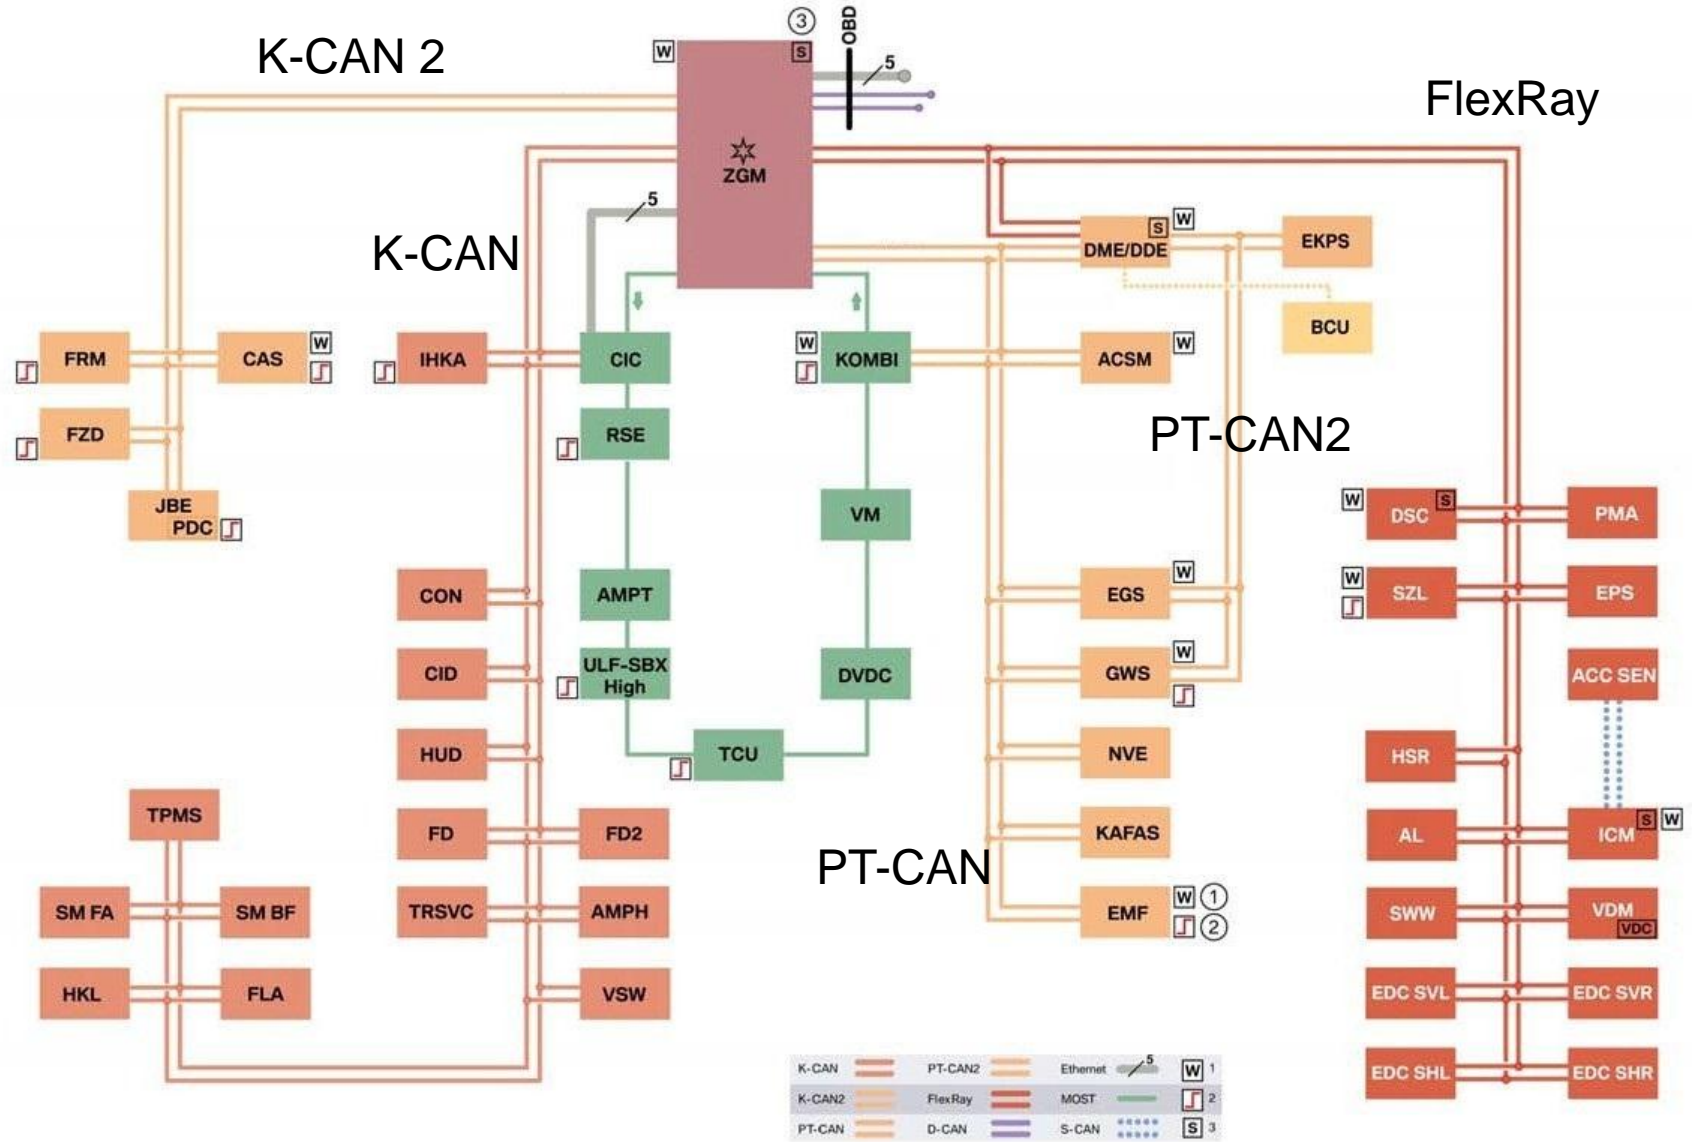 3
OBD
K-CAN 2
W
S
5
FlexRay
ZGM
5
K-CAN
S
W
DME/DDE
EKPS
BCU
FRM
CAS
W
IHKA
CIC
W
KOMBI
ACSM
W
FZD
RSE
PT-CAN2
JBE
PDC
VM
W
DSC
S
PMA
CON
AMPT
EGS
W
W
SZL
EPS
CID
ULF-SBX
High
DVDC
GWS
W
ACC SEN
HUD
TCU
NVE
HSR
TPMS
FD
FD2
KAFAS
AL
ICM
S
W
PT-CAN
SM FA
SM BF
TRSVC
AMPH
EMF
W
1
2
SWW
VDM
VDC
HKL
FLA
VSW
EDC SVL
EDC SVR
EDC SHL
EDC SHR
K-CAN
PT-CAN2
Ethernet
5
W
1
K-CAN2
FlexRay
MOST
2
PT-CAN
D-CAN
S-CAN
S
3